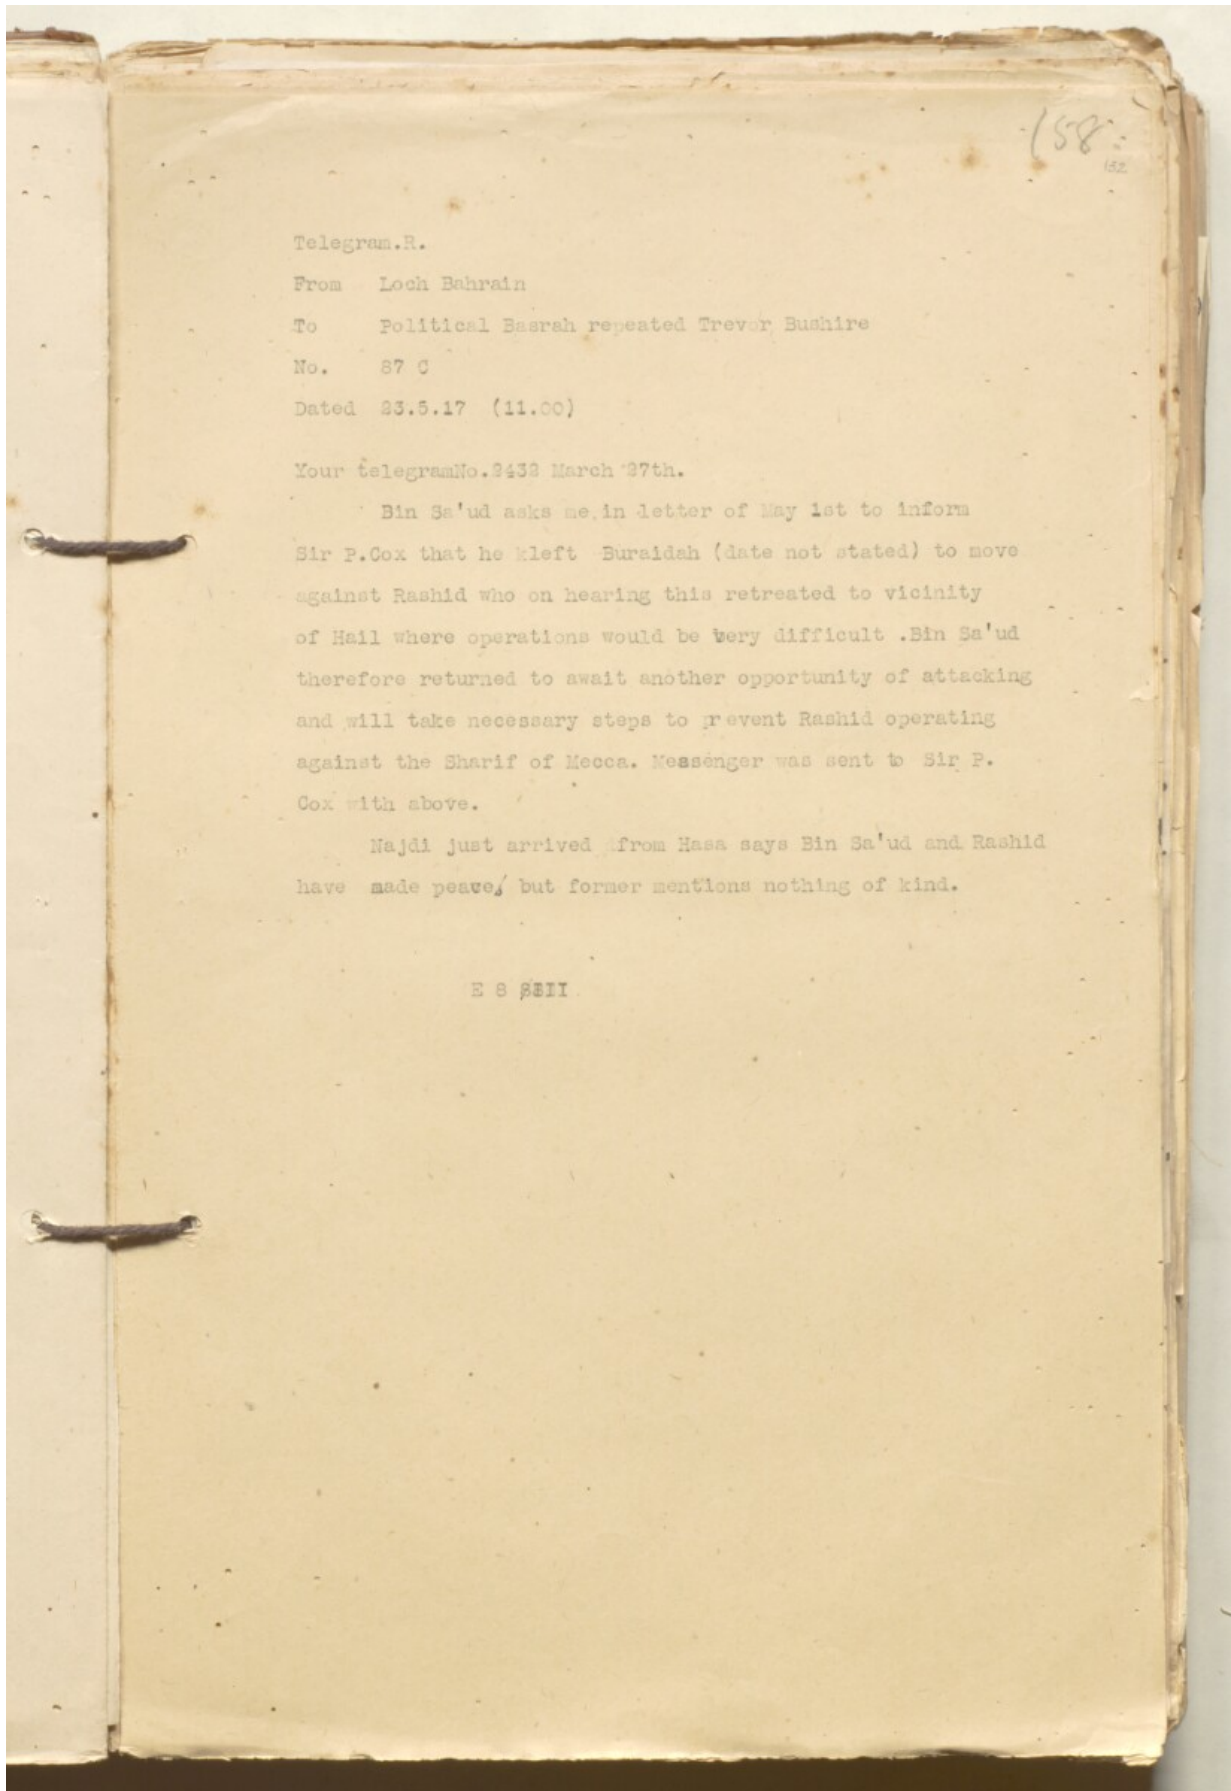 158
152
Telegram.R.
From Loch Bahrain
To Political Basrah repeated Trevor Bushire
No. 87 C
Dated 23.5.17 (11.00)
Your telegramNo.2432 March 27th.
Bin Sa'ud asks me in letter of May 1st to inform
Sir P.Cox that he left Buraidah (date not stated) to move
against Rashid who on hearing this retreated to vicinity
of Hail where operations would be very difficult .Bin Sa'ud
therefore returned to await another opportunity of attacking
and will take necessary steps to prevent Rashid operating
against the Sharif of Mecca. Messenger was sent to Sir P.
Cox with above.
Najdi just arrived from Hasa says Bin Sa'ud and Rashid
have made peace, but former mentions nothing of kind.
E 8